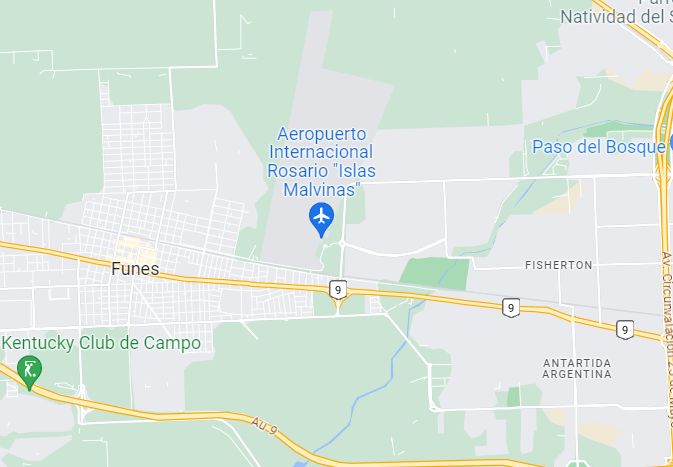 Natividad del
Aeropuerto
Internacional
Rosario "Islas
Malvinas"
Paso del Bosque
Funes
FISHERTON
9
9
9
Kentucky Club de Campo
ANTARTIDA
ARGENTINA
Au 9
Av. Circunvalación 25 de Mayo